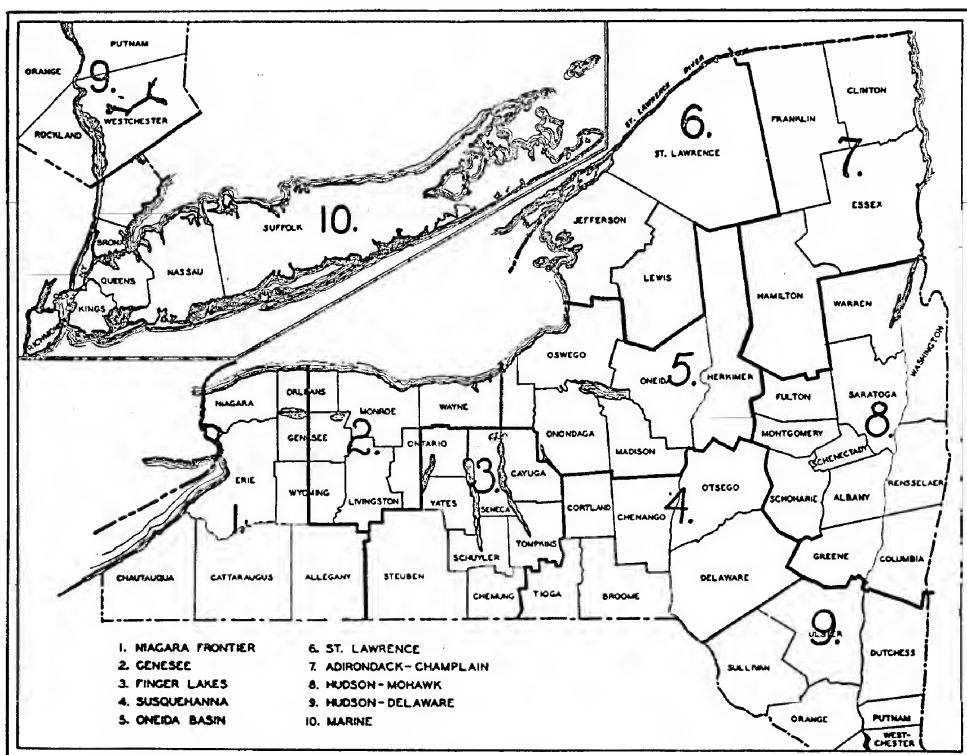 PUTNAM
ORANGE
9.
WESTCHESTER
ROCKLAND
10.
SUFFOLK
BRONX
NASSAU
QUEENS
KINGS
RICHMOND
ST. LAWRENCE RIVER
6.
ST. LAWRENCE
FRANKLIN
CLINTON
7.
ESSEX
JEFFERSON
LEWIS
HAMILTON
WARREN
WASHINGTON
OSWEGO
ONEIDA
5.
HERKIMER
FULTON
SARATOGA
8.
NIAGARA
ORLEANS
MONROE
WAYNE
GENESEE
2.
ONTARIO
ONONDAGA
MADISON
MONTGOMERY
SCHENECTADY
ERIE
WYOMING
LIVINGSTON
YATES
3.
SENECA
CAYUGA
CORTLAND
CHENANGO
4.
OTSEGO
SCHOHARIE
ALBANY
RENSSELAER
1.
SCHUYLER
TOMPKINS
GREENE
COLUMBIA
CHAUTAUQUA
CATTARAUGUS
ALLEGANY
STEUBEN
CHEMUNG
TIOGA
BROOME
DELAWARE
9.
ULSTER
SULLIVAN
DUTCHESS
ORANGE
PUTNAM
WEST-
CHESTER
1. NIAGARA FRONTIER
2. GENESEE
3. FINGER LAKES
4. SUSQUEHANNA
5. ONEIDA BASIN
6. ST. LAWRENCE
7. ADIRONDACK-CHAMPLAIN
8. HUDSON-MOHAWK
9. HUDSON-DELAWARE
10. MARINE